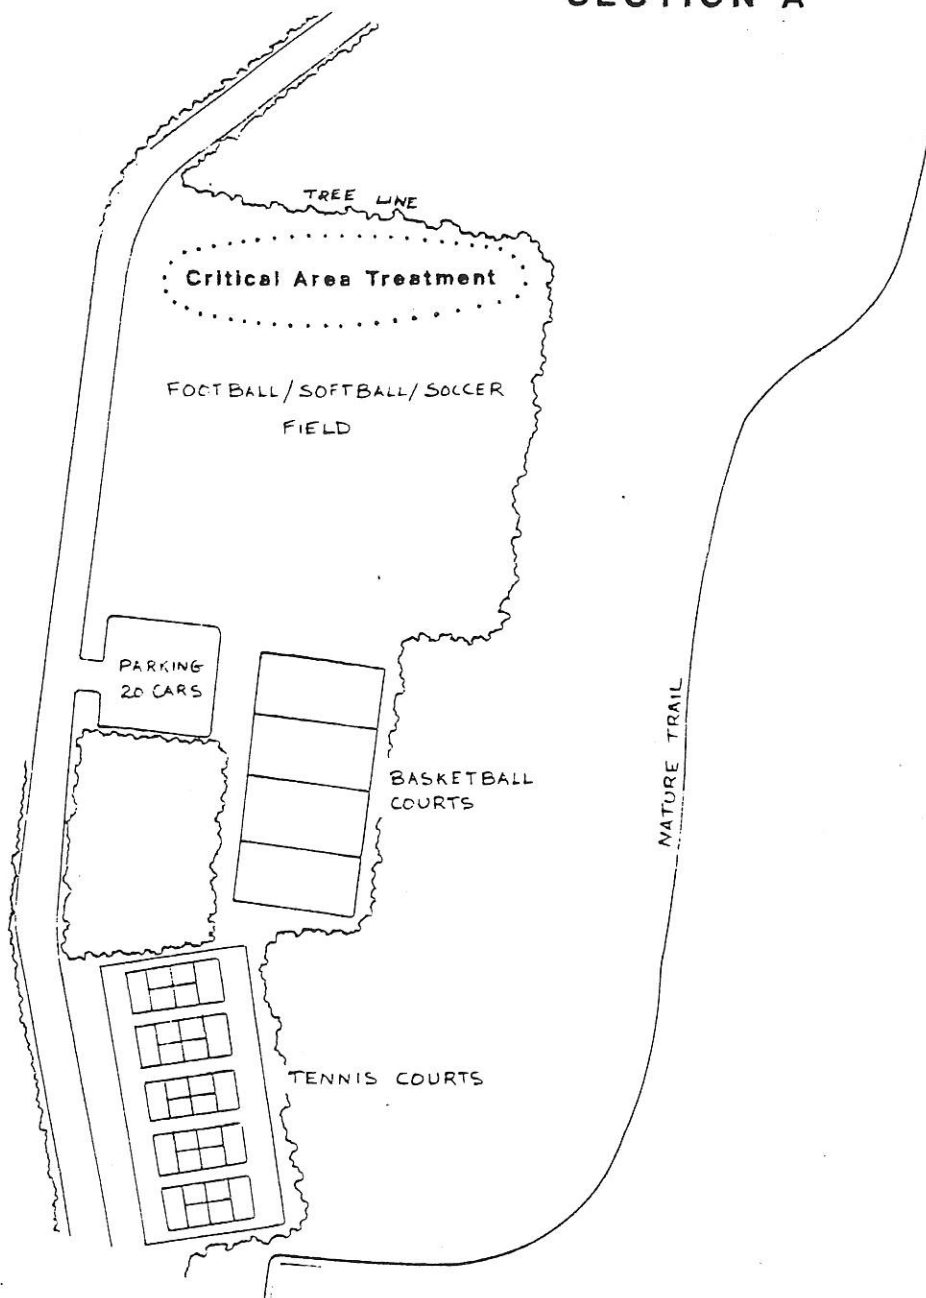 SECTION A
TREE LINE
Critical Area Treatment
FOOTBALL/SOFTBALL/SOCCER
FIELD
PARKING
20 CARS
BASKETBALL
COURTS
NATURE TRAIL
TENNIS COURTS